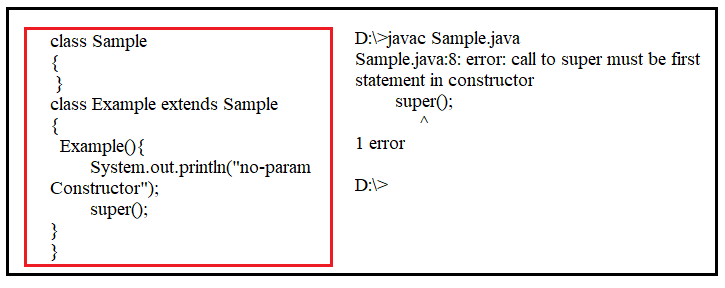 class Sample
{
}
class Example extends Sample
{
Example(){
System.out.println("no-param
Constructor");
super();
}
}
D:\>javac Sample.java
Sample.java:8: error: call to super must be first
statement in constructor
super();
^
1 error
D:\>